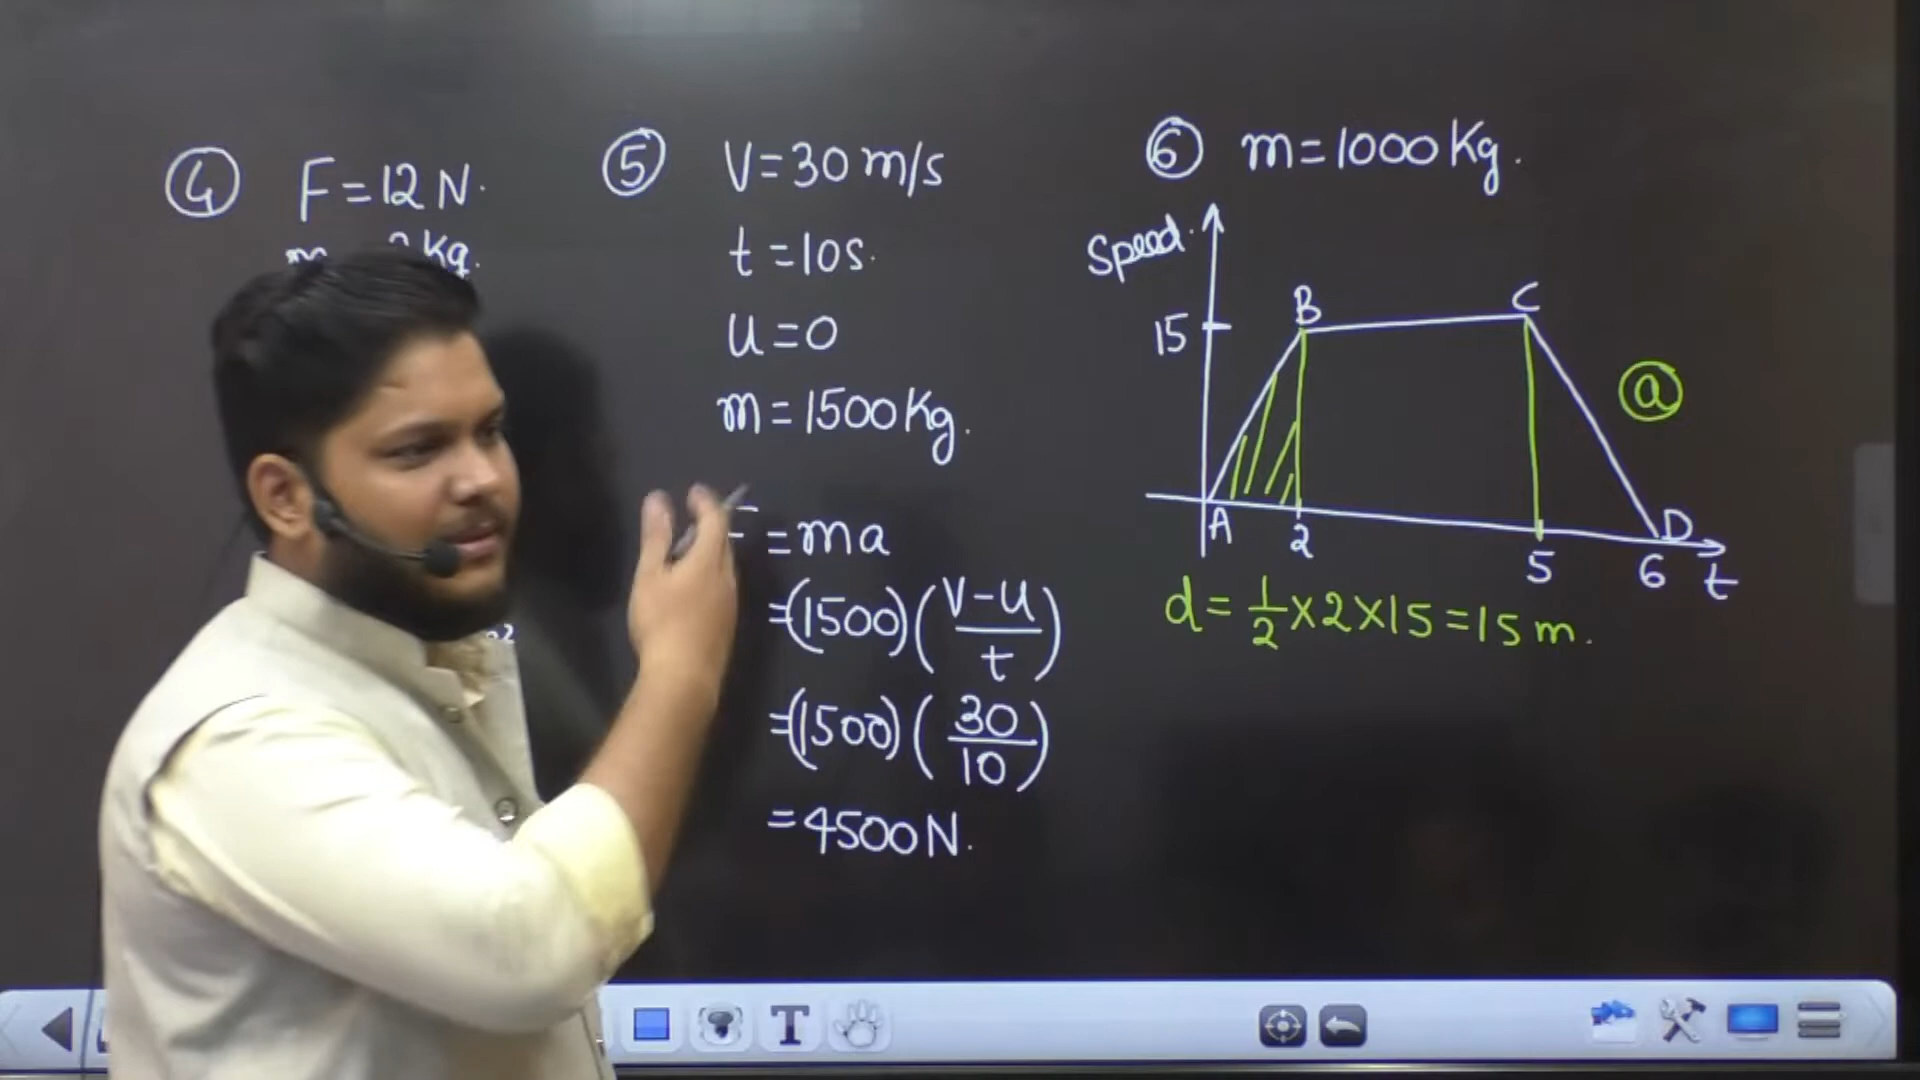 ④ F = 12 N.
Kg.
⑤ V = 30 m/s
t = 10s.
u = 0
m = 1500 Kg.
= ma
= (1500) (V-u/t)
= (1500) (30/10)
= 4500 N.
⑥ m = 1000 Kg.
Speed.
B C
15
ⓐ
A 2 5 6 D t
d = 1/2 × 2 × 15 = 15 m.
T